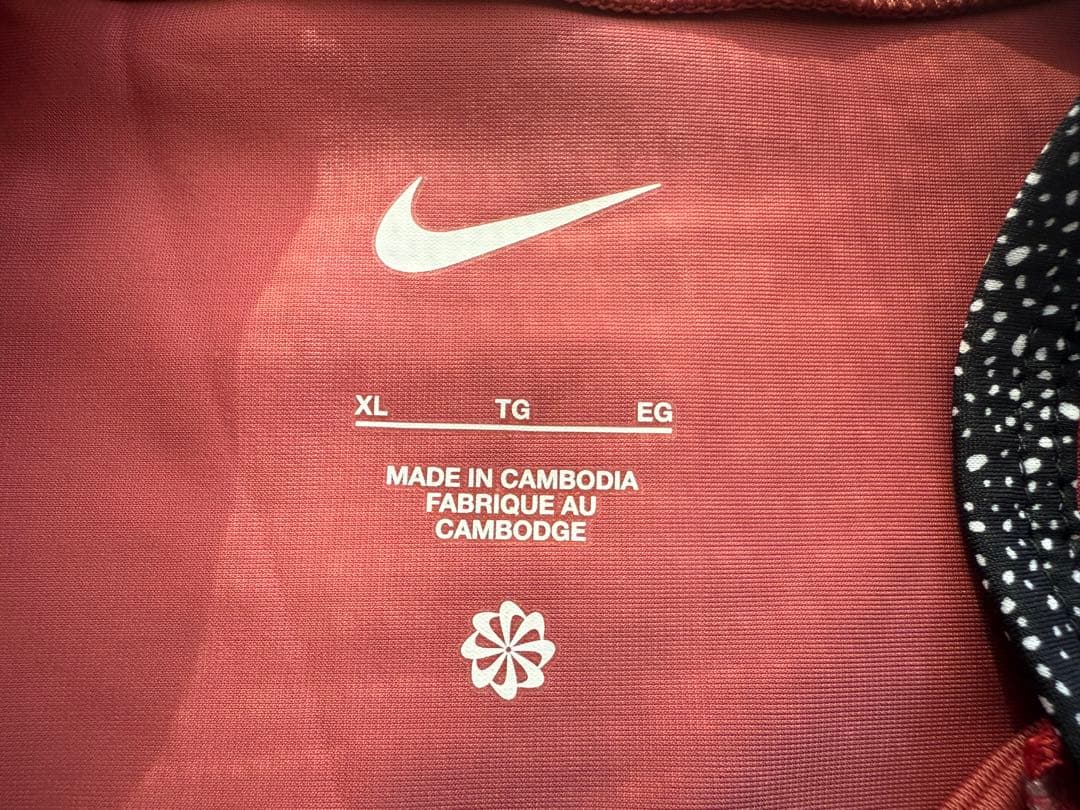 XL TG EG
MADE IN CAMBODIA
FABRIQUE AU
CAMBODGE